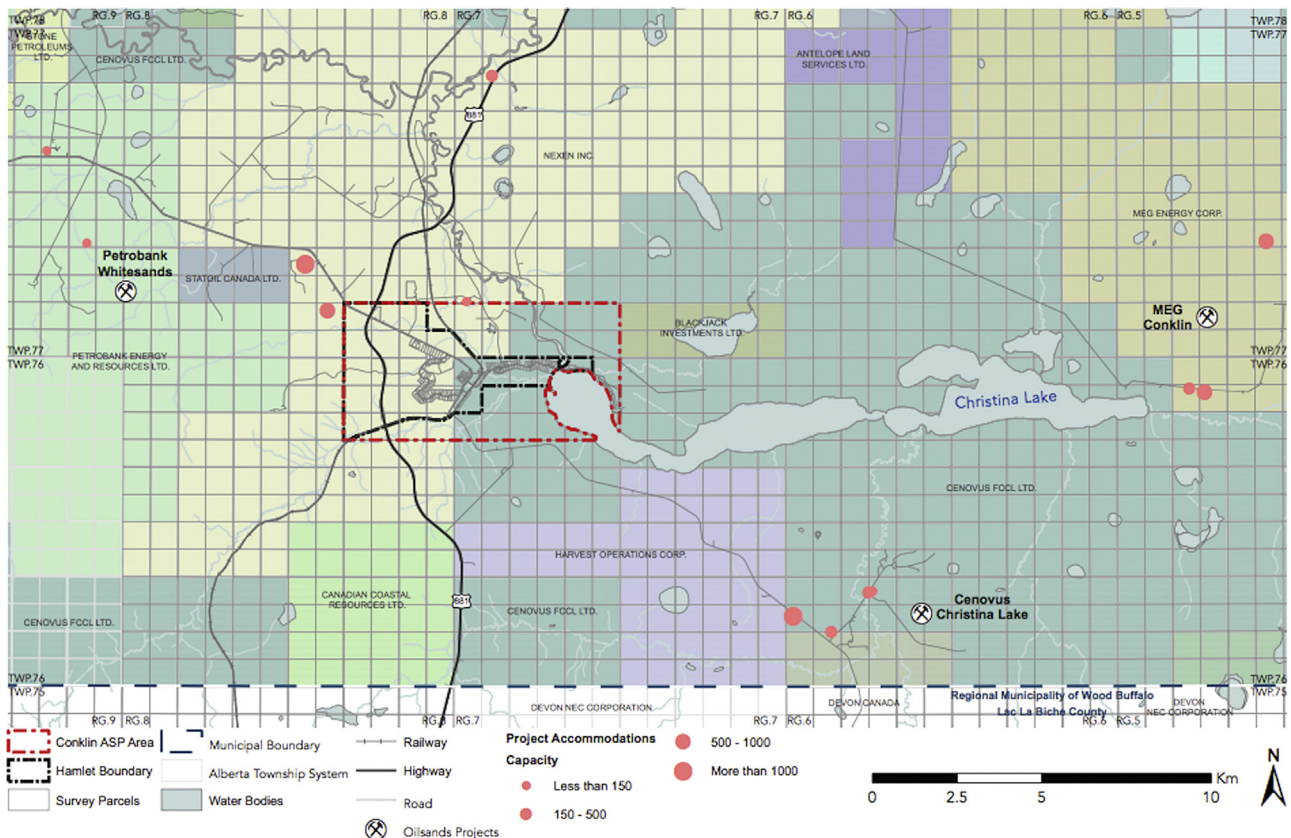 RG.9 RG.8
RG.8 RG.7
RG.7 RG.6
RG.6 RG.5
TWP.78
TWP.77
TWP.78
TWP.77
STONE
PETROLEUMS
LTD.
CENOVUS FCCL LTD.
ANTELOPE LAND
SERVICES LTD.
881
NEXEN INC.
MEG ENERGY CORP.
Petrobank
Whitesands
STATOIL CANADA LTD.
MEG
Conklin
BLACKJACK
INVESTMENTS LTD
TWP.77
TWP.76
PETROBANK ENERGY
AND RESOURCES LTD.
TWP.77
TWP.76
Christina Lake
CENOVUS FCCL LTD.
HARVEST OPERATIONS CORP.
CANADIAN COASTAL
RESOURCES LTD.
881
CENOVUS FCCL LTD.
CENOVUS FCCL LTD.
Cenovus
Christina Lake
TWP.76
TWP.75
TWP.76
TWP.75
DEVON NEC CORPORATION
DEVON CANADA
Regional Municipality of Wood Buffalo
Lac La Biche County
DEVON
NEC CORPORATION
RG.9 RG.8
RG.8 RG.7
RG.7 RG.6
RG.6 RG.5
Conklin ASP Area
Hamlet Boundary
Survey Parcels
Municipal Boundary
Alberta Township System
Water Bodies
Railway
Highway
Road
Oilsands Projects
Project Accommodations
Capacity
Less than 150
150 - 500
500 - 1000
More than 1000
Km
0 2.5 5 10
N